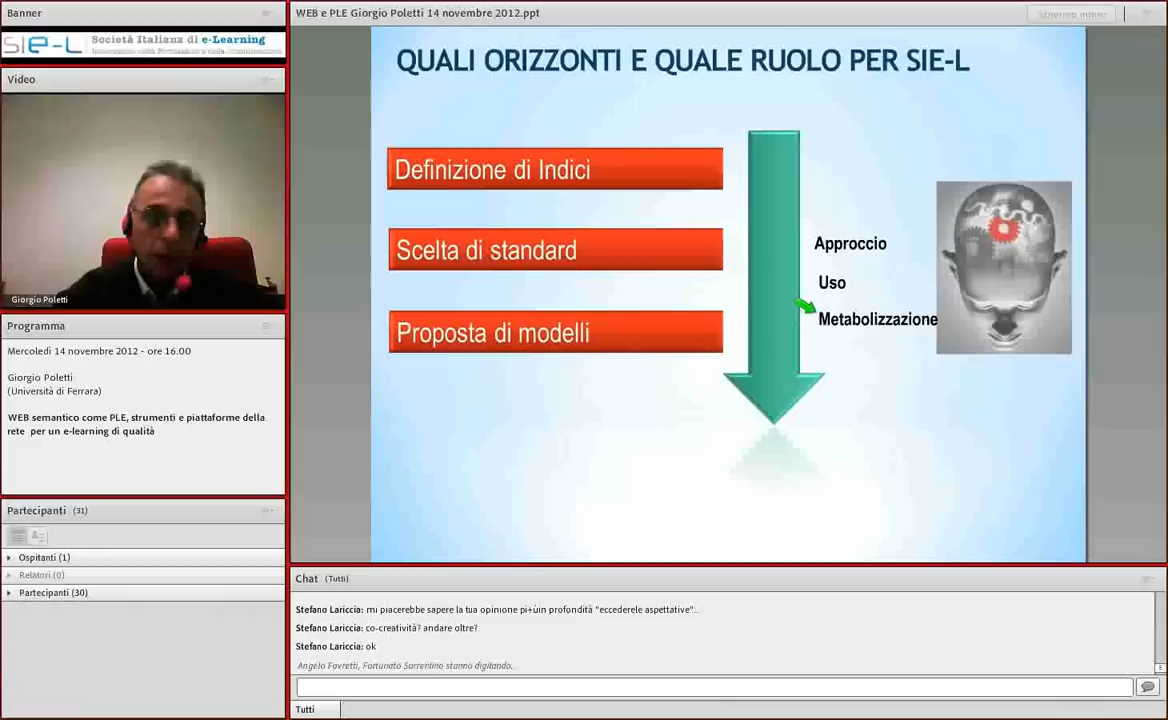 Banner
SIE-L Società Italiana di e-Learning
Video
Giorgio Poletti
Programma
Mercoledì 14 novembre 2012 - ore 16.00
Giorgio Poletti
(Università di Ferrara)
WEB semantico come PLE, strumenti e piattaforme della
rete per un e-learning di qualità
Partecipanti (31)
Ospitanti (1)
Relatori (0)
Partecipanti (30)
WEB e PLE Giorgio Poletti 14 novembre 2012.ppt
Schermo intero
QUALI ORIZZONTI E QUALE RUOLO PER SIE-L
Definizione di Indici
Scelta di standard
Proposta di modelli
Approccio
Uso
Metabolizzazione
Chat (Tutti)
Stefano Lariccia: mi piacerebbe sapere la tua opinione pi+ùin profondità "eccederele aspettative"..
Stefano Lariccia: co-creatività? andare oltre?
Stefano Lariccia: ok
Angelo Favretti, Fortunato Sorrentino stanno digitando...
Tutti